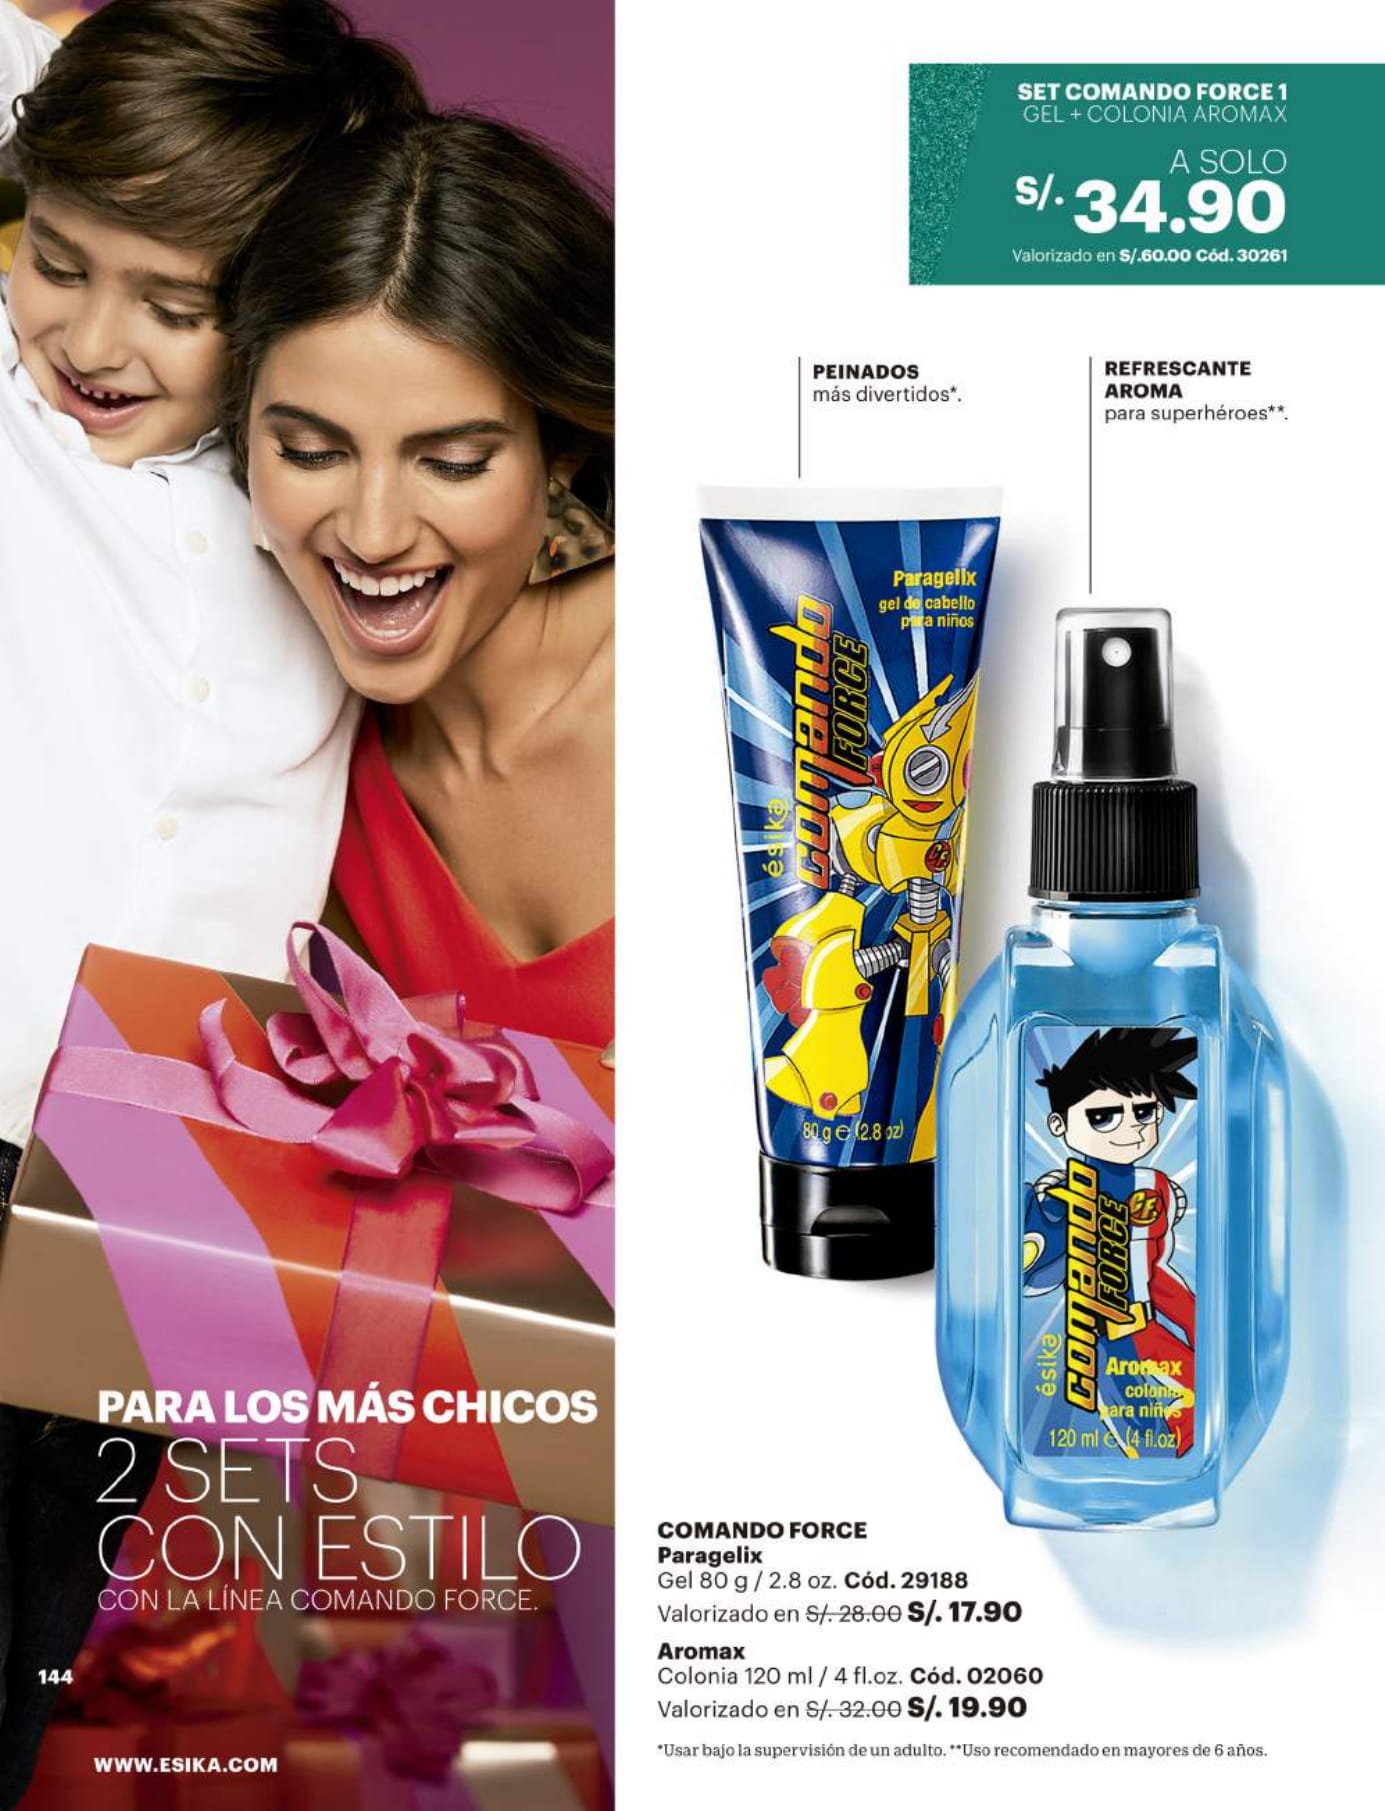 SET COMANDO FORCE 1
GEL + COLONIA AROMAX
A SOLO
S/. 34.90
Valorizado en S/.60.00 Cód. 30261
PEINADOS
más divertidos*.
REFRESCANTE
AROMA
para superhéroes**.
Paragelix
gel de cabello
para niños
comando
FORCE
ésika
CF
80 g e (2.8 oz)
CF
comando
FORCE
ésika
Aromax
colonia
para niños
120 ml e (4 fl.oz)
PARA LOS MÁS CHICOS
2 SETS
CON ESTILO
CON LA LÍNEA COMANDO FORCE.
COMANDO FORCE
Paragelix
Gel 80 g / 2.8 oz. Cód. 29188
Valorizado en S/. 28.00 S/. 17.90
Aromax
Colonia 120 ml / 4 fl.oz. Cód. 02060
Valorizado en S/. 32.00 S/. 19.90
*Usar bajo la supervisión de un adulto. **Uso recomendado en mayores de 6 años.
144
WWW.ESIKA.COM